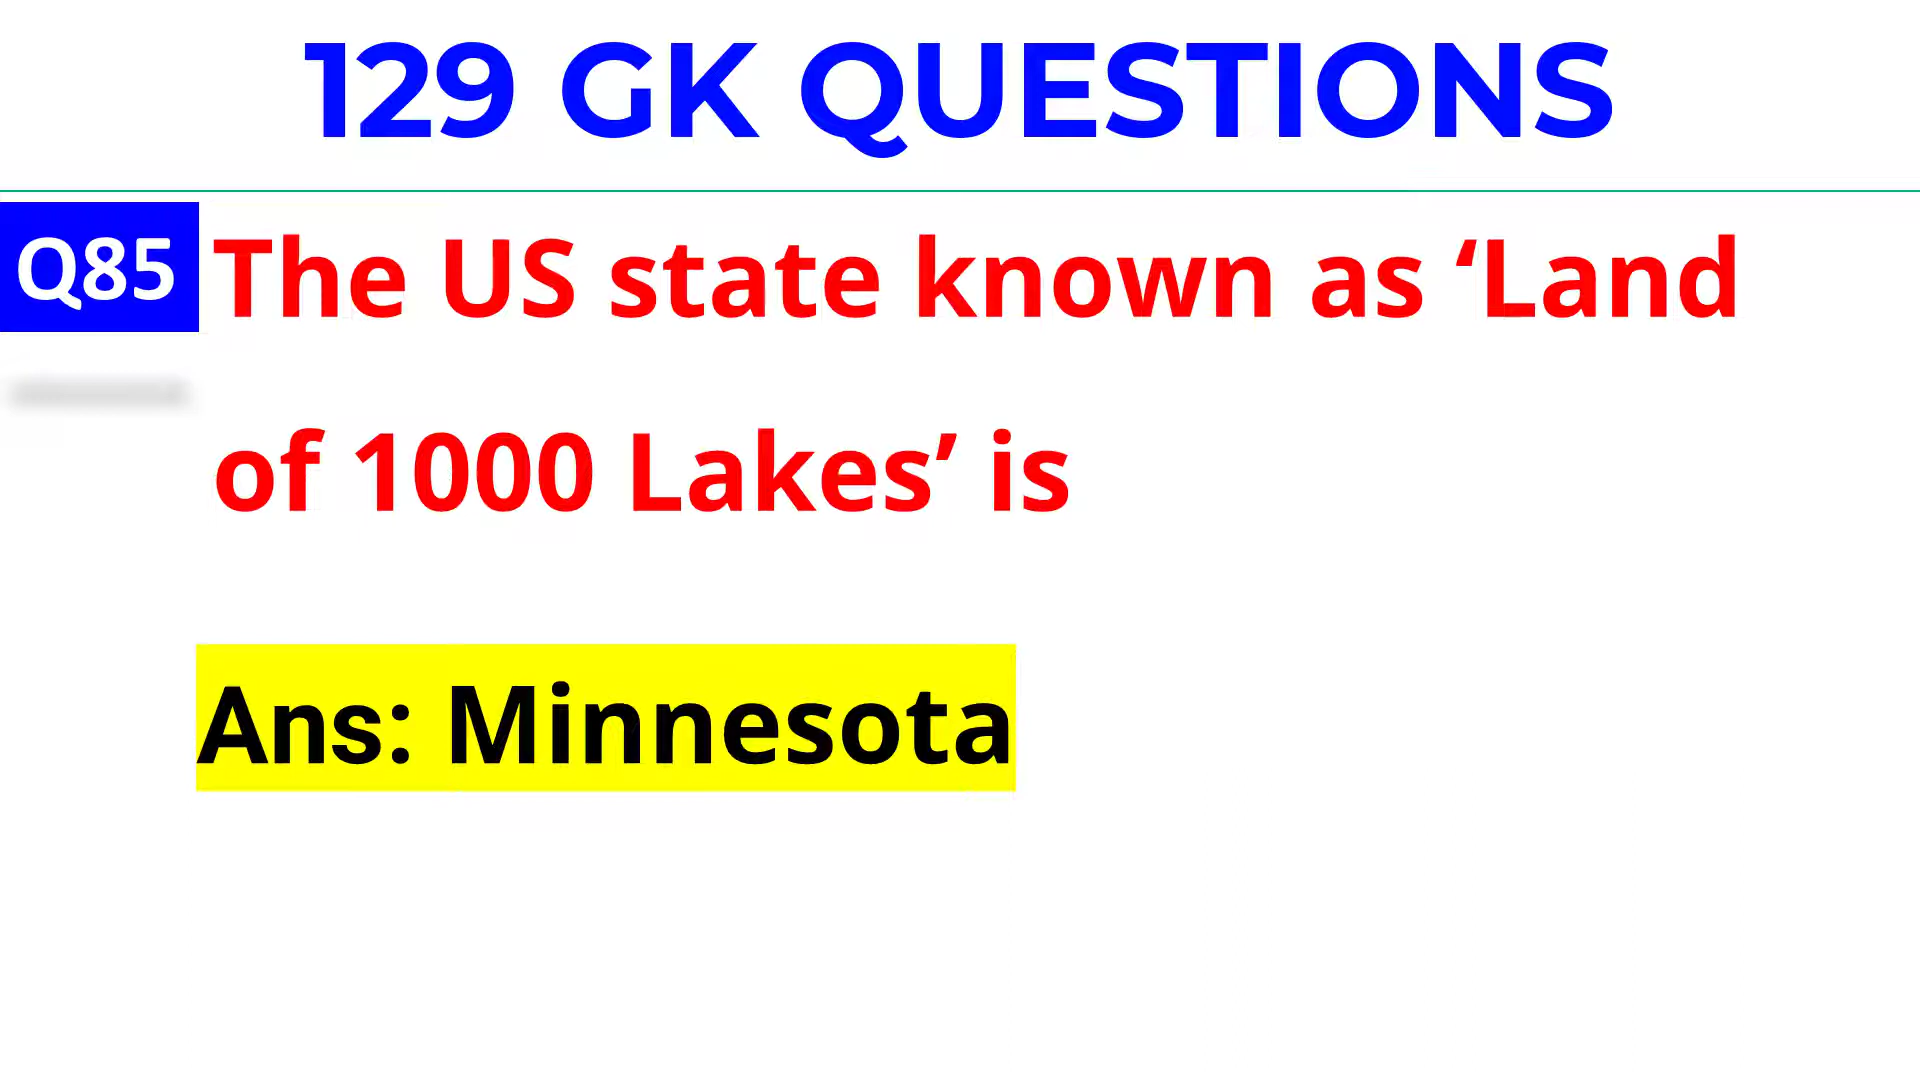 129 GK QUESTIONS
Q85 The US state known as ‘Land
of 1000 Lakes’ is
Ans: Minnesota